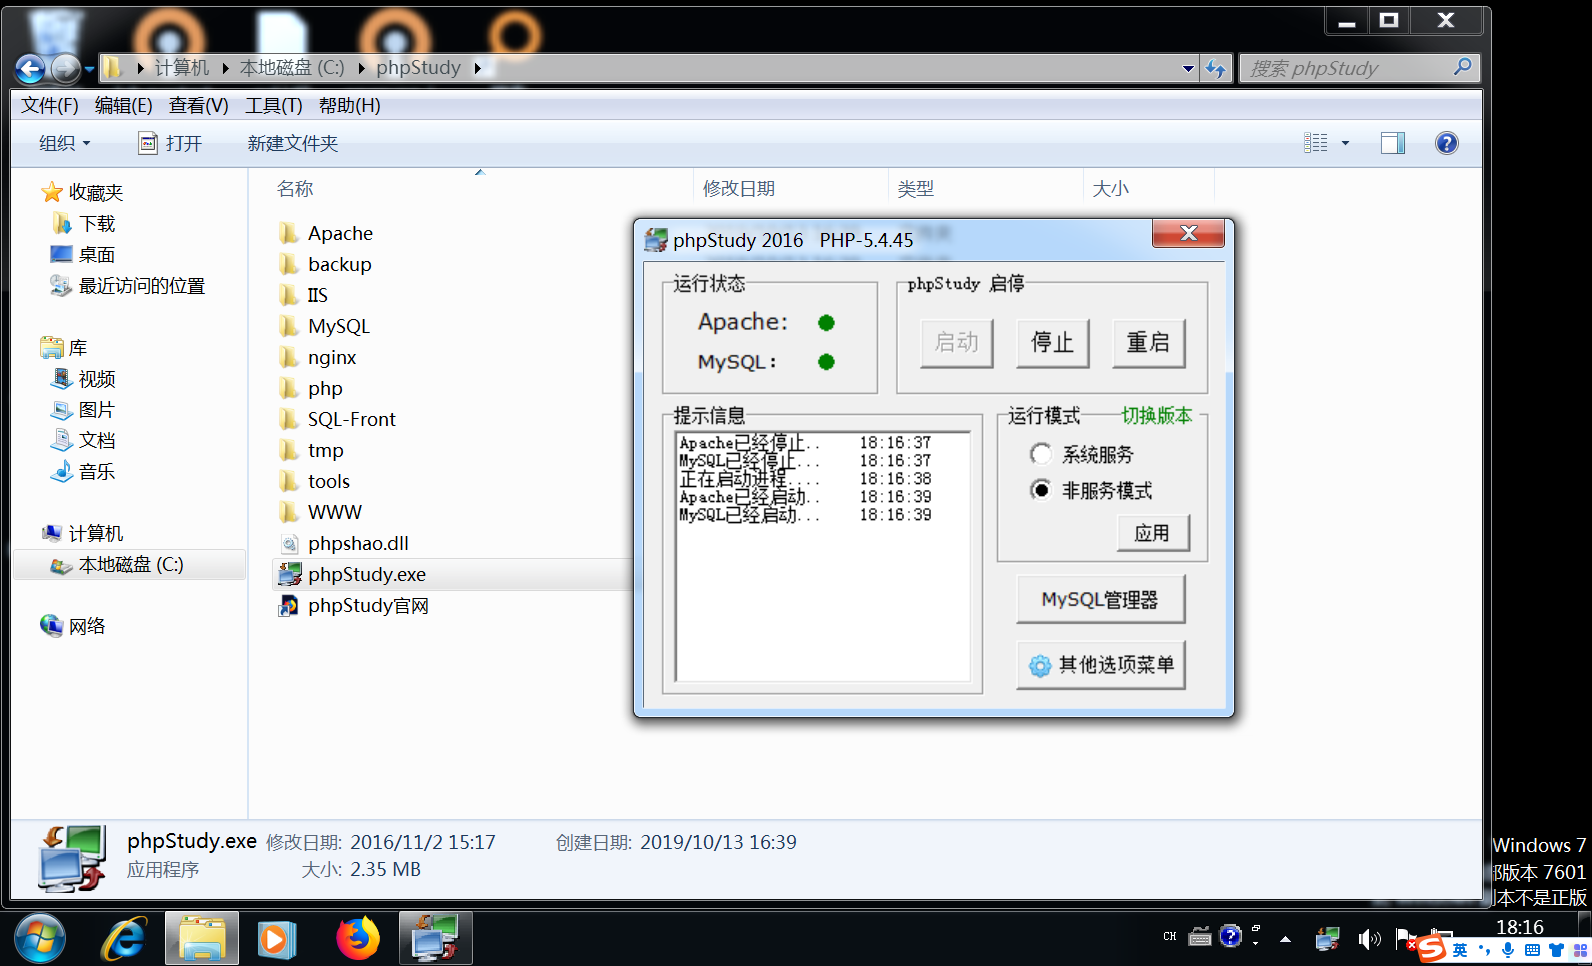 计算机 本地磁盘 (C:) phpStudy
搜索 phpStudy
文件(F) 编辑(E) 查看(V) 工具(T) 帮助(H)
组织 打开 新建文件夹
名称 修改日期 类型 大小
收藏夹
下载
桌面
最近访问的位置
库
视频
图片
文档
音乐
计算机
本地磁盘 (C:)
网络
Apache
backup
IIS
MySQL
nginx
php
SQL-Front
tmp
tools
WWW
phpshao.dll
phpStudy.exe
phpStudy官网
phpStudy 2016 PHP-5.4.45
运行状态
Apache:
MySQL:
phpStudy 启停
启动 停止 重启
提示信息
Apache已经停止.. 18:16:37
MySQL已经停止... 18:16:37
正在启动进程.... 18:16:38
Apache已经启动.. 18:16:39
MySQL已经启动... 18:16:39
运行模式 切换版本
系统服务
非服务模式
应用
MySQL管理器
其他选项菜单
phpStudy.exe 修改日期: 2016/11/2 15:17 创建日期: 2019/10/13 16:39
应用程序 大小: 2.35 MB
Windows 7
版本 7601
本不是正版
CH
18:16
英